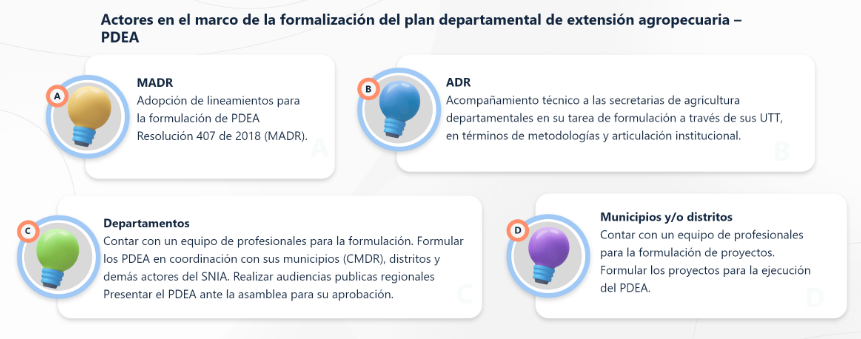 Actores en el marco de la formalización del plan departamental de extensión agropecuaria –
PDEA
A
MADR
Adopción de lineamientos para
la formulación de PDEA
Resolución 407 de 2018 (MADR).
A
B
ADR
Acompañamiento técnico a las secretarias de agricultura
departamentales en su tarea de formulación a través de sus UTT,
en términos de metodologías y articulación institucional.
B
C
Departamentos
Contar con un equipo de profesionales para la formulación. Formular
los PDEA en coordinación con sus municipios (CMDR), distritos y
demás actores del SNIA. Realizar audiencias publicas regionales
Presentar el PDEA ante la asamblea para su aprobación.
C
D
Municipios y/o distritos
Contar con un equipo de profesionales
para la formulación de proyectos.
Formular los proyectos para la ejecución
del PDEA.
D